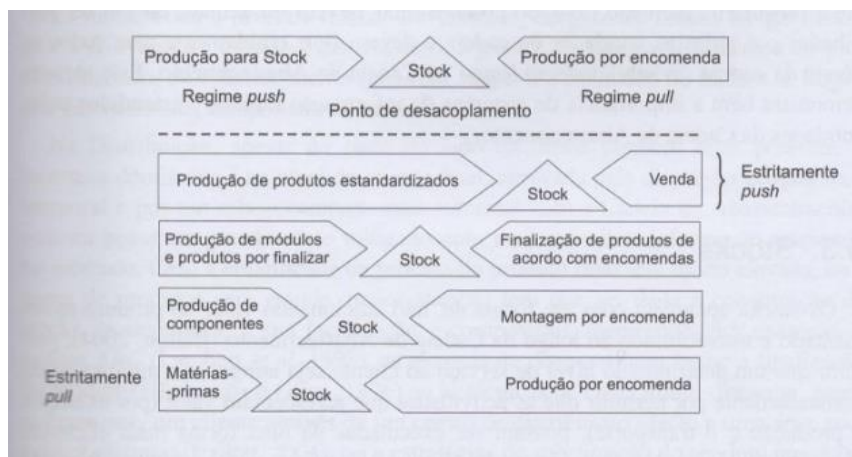 Produção para Stock
Stock
Produção por encomenda
Regime push
Regime pull
Ponto de desacoplamento
Produção de produtos estandardizados
Stock
Venda
Estritamente
push
Produção de módulos
e produtos por finalizar
Stock
Finalização de produtos de
acordo com encomendas
Produção de
componentes
Stock
Montagem por encomenda
Estritamente
pull
Matérias-
-primas
Stock
Produção por encomenda